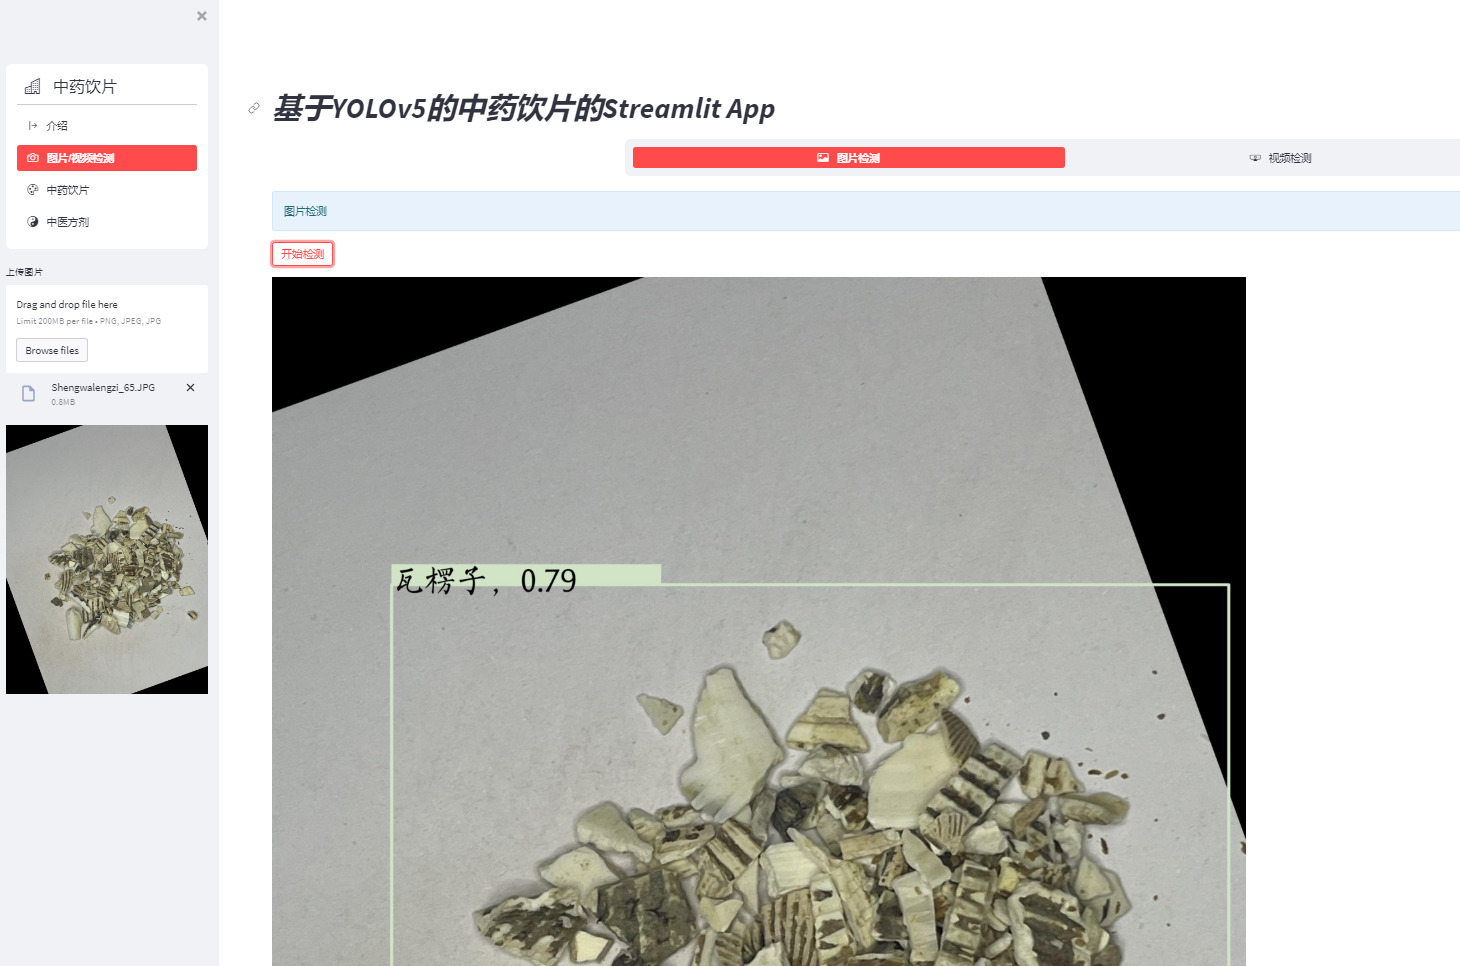 中药饮片
介绍
图片/视频检测
中药饮片
中医方剂
上传图片
Drag and drop file here
Limit 200MB per file • PNG, JPEG, JPG
Browse files
Shengwalengzi_65.JPG
0.8MB
基于YOLOv5的中药饮片的Streamlit App
图片检测
视频检测
图片检测
开始检测
瓦楞子，0.79